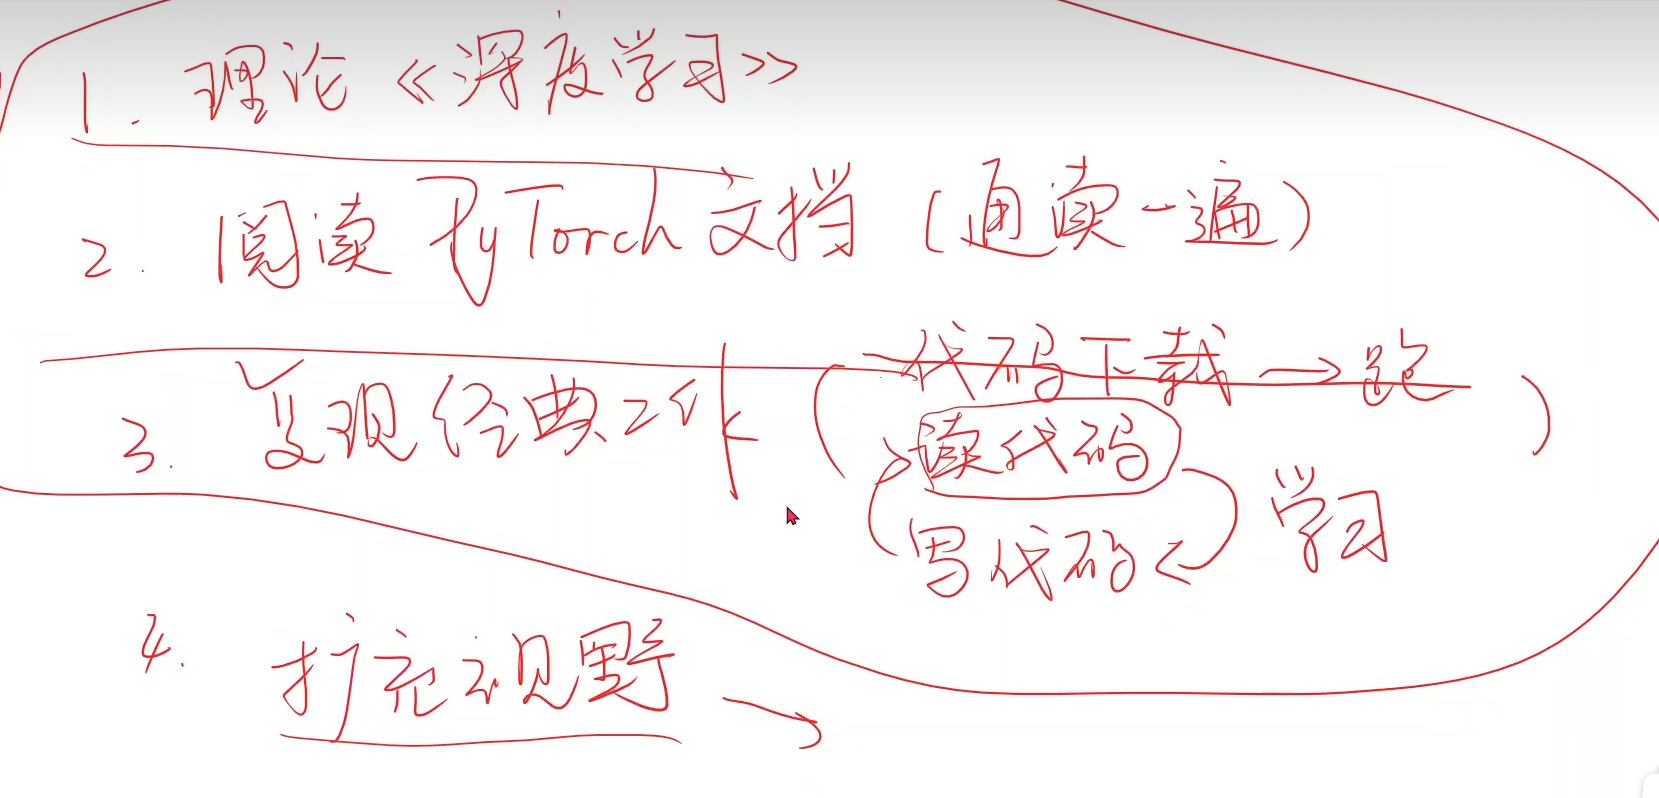 1. 理论《深度学习》
2. 阅读 PyTorch 文档 (通读一遍)
3. 复现经典工作 (代码下载 → 跑
读代码
写代码 学习)
4. 扩充视野 →